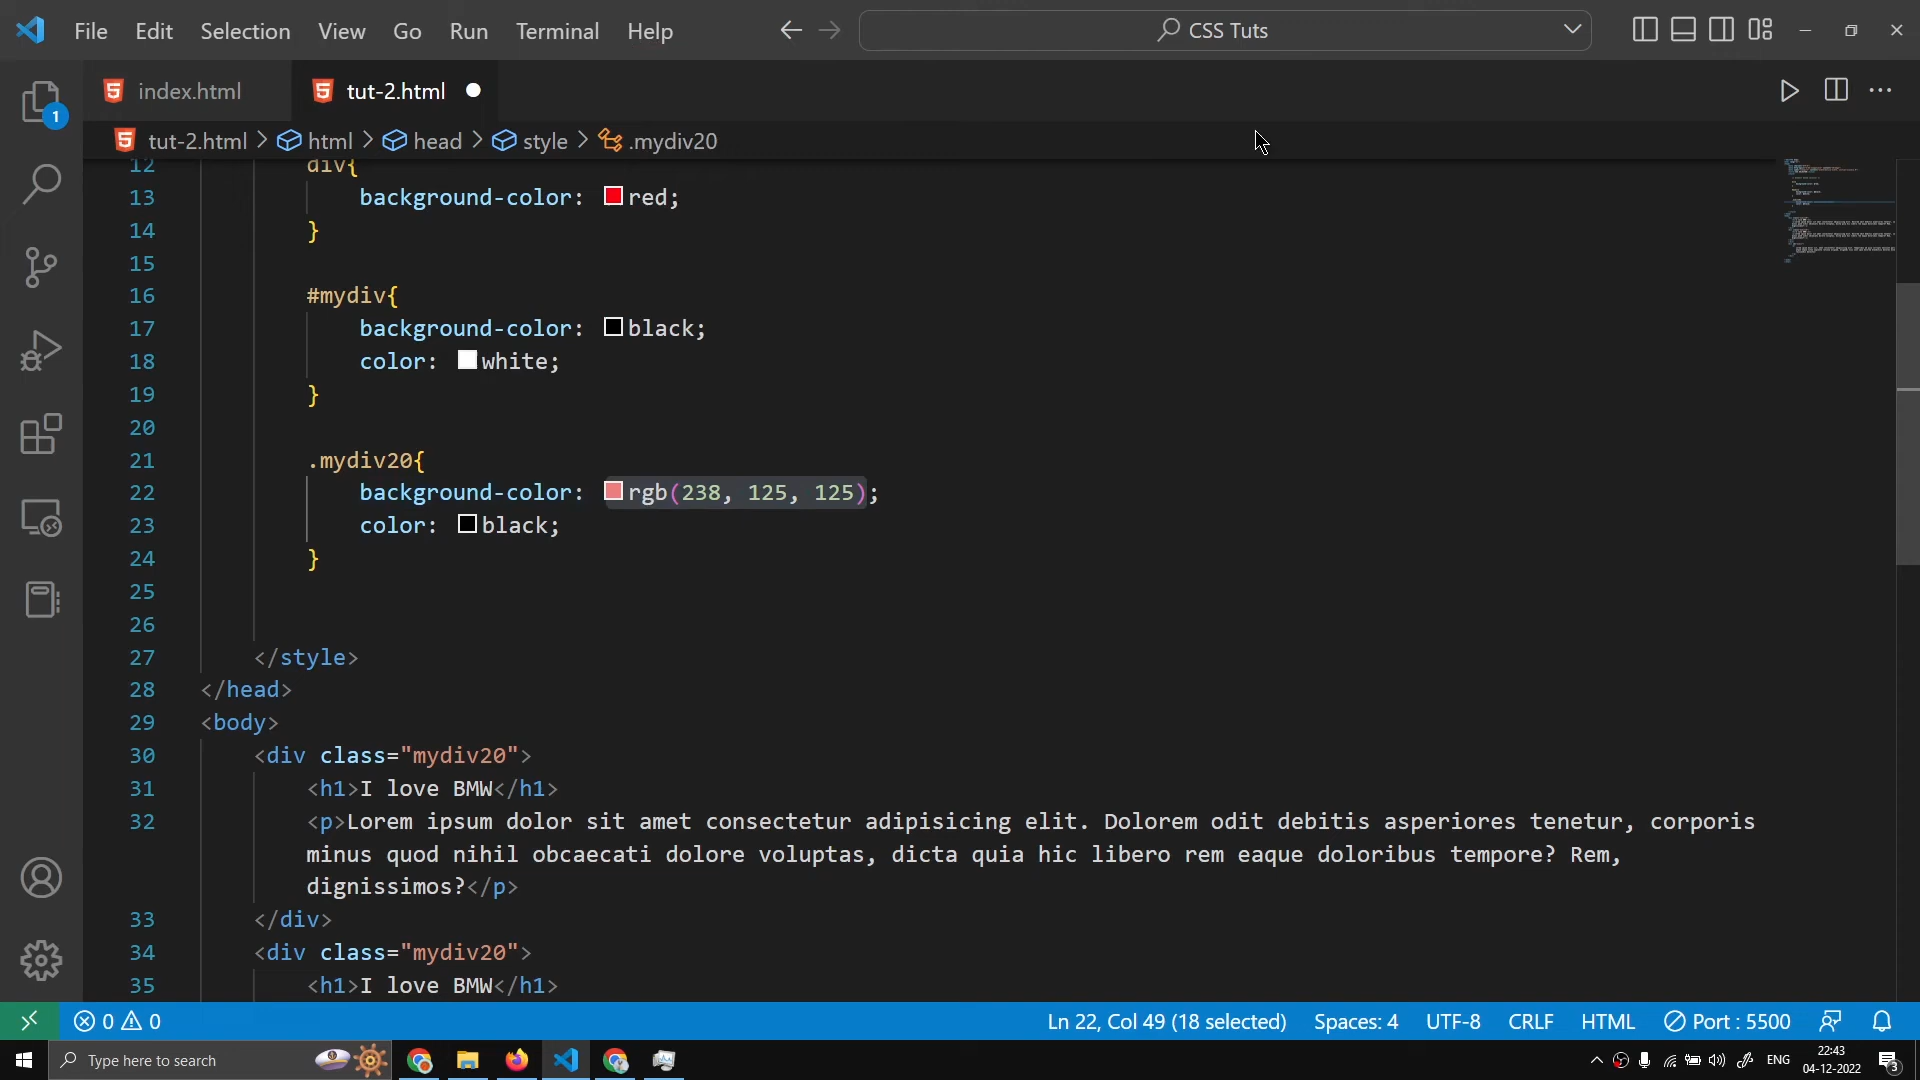 File Edit Selection View Go Run Terminal Help CSS Tuts
index.html tut-2.html
tut-2.html > html > head > style > .mydiv20
1
12 div{
13 background-color: red;
14 }
15
16 #mydiv{
17 background-color: black;
18 color: white;
19 }
20
21 .mydiv20{
22 background-color: rgb(238, 125, 125);
23 color: black;
24 }
25
26
27 </style>
28 </head>
29 <body>
30 <div class="mydiv20">
31 <h1>I love BMW</h1>
32 <p>Lorem ipsum dolor sit amet consectetur adipisicing elit. Dolorem odit debitis asperiores tenetur, corporis
minus quod nihil obcaecati dolore voluptas, dicta quia hic libero rem eaque doloribus tempore? Rem,
dignissimos?</p>
33 </div>
34 <div class="mydiv20">
35 <h1>I love BMW</h1>
0 0 Ln 22, Col 49 (18 selected) Spaces: 4 UTF-8 CRLF HTML Port : 5500
Type here to search ENG 22:43
04-12-2022 3